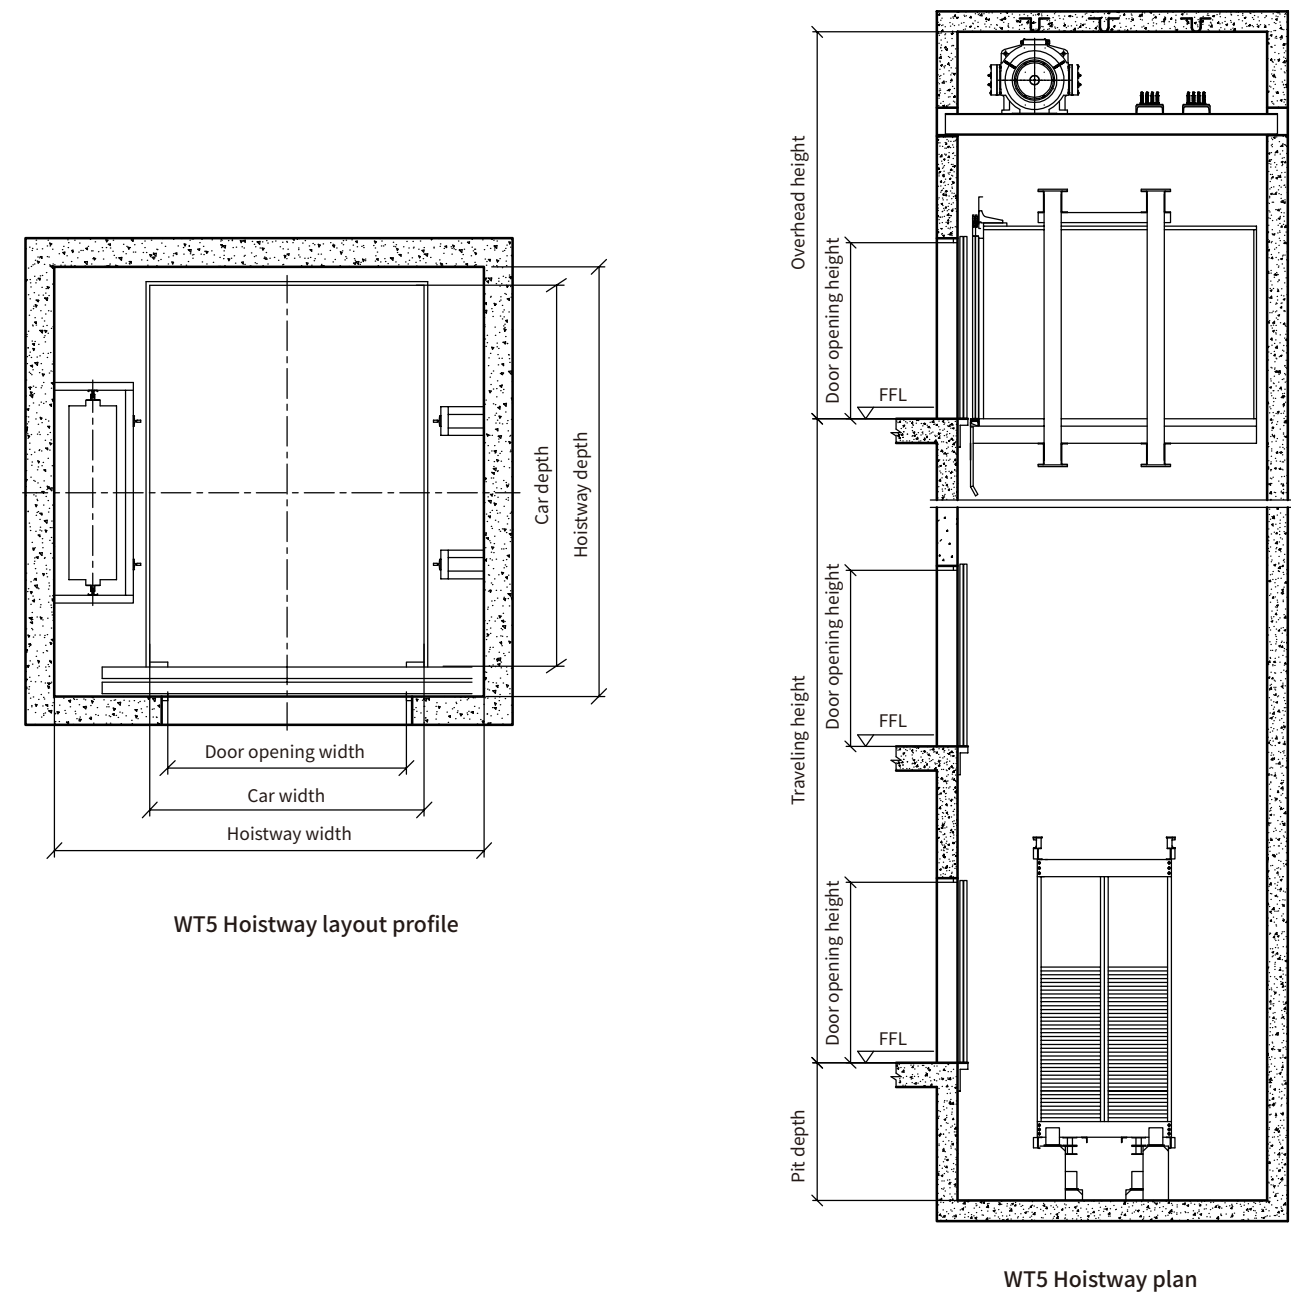 Car depth
Hoistway depth
Door opening width
Car width
Hoistway width
WT5 Hoistway layout profile
Overhead height
Door opening height
FFL
Traveling height
Door opening height
FFL
Door opening height
FFL
Pit depth
WT5 Hoistway plan